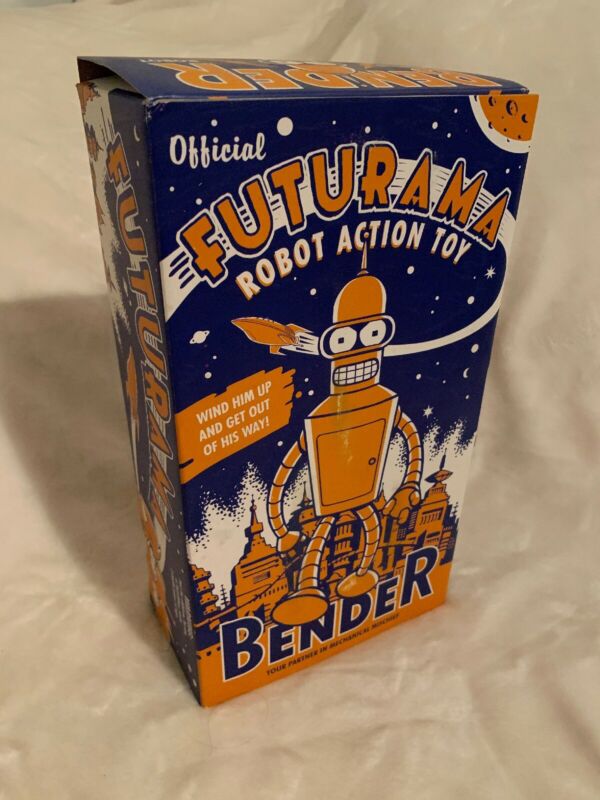 BENDER
Official
FUTURAMA
ROBOT ACTION TOY
WIND HIM UP
AND GET OUT
OF HIS WAY!
BENDER
YOUR PARTNER IN MECHANICAL MISCHIEF
FUTURAMA